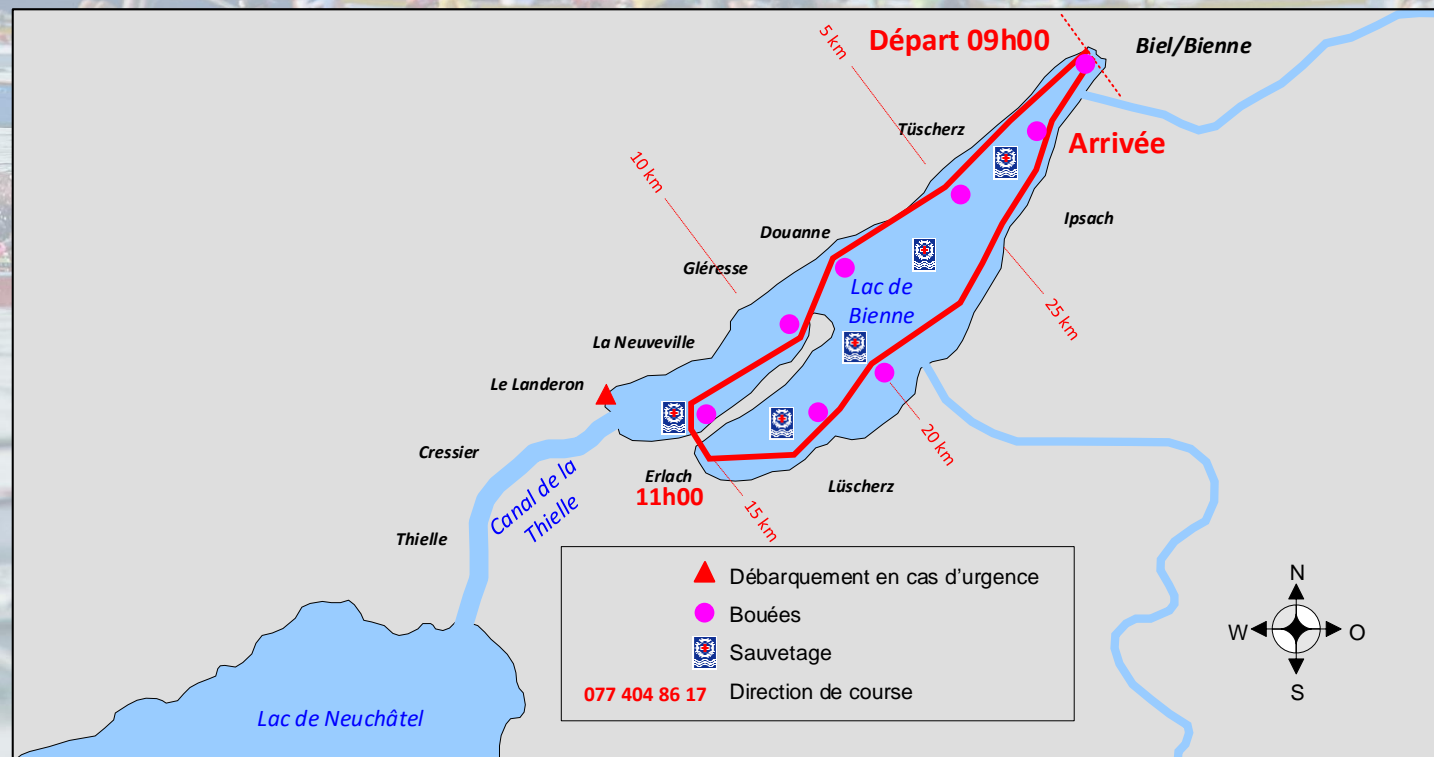 Départ 09h00
Biel/Bienne
5 km
Tüscherz
Arrivée
10 km
Ipsach
Douanne
Gléresse
Lac de
Bienne
25 km
La Neuveville
Le Landeron
20 km
Cressier
Erlach
11h00
Lüscherz
15 km
Canal de la
Thielle
Thielle
Débarquement en cas d'urgence
Bouées
Sauvetage
077 404 86 17 Direction de course
N
W O
S
Lac de Neuchâtel